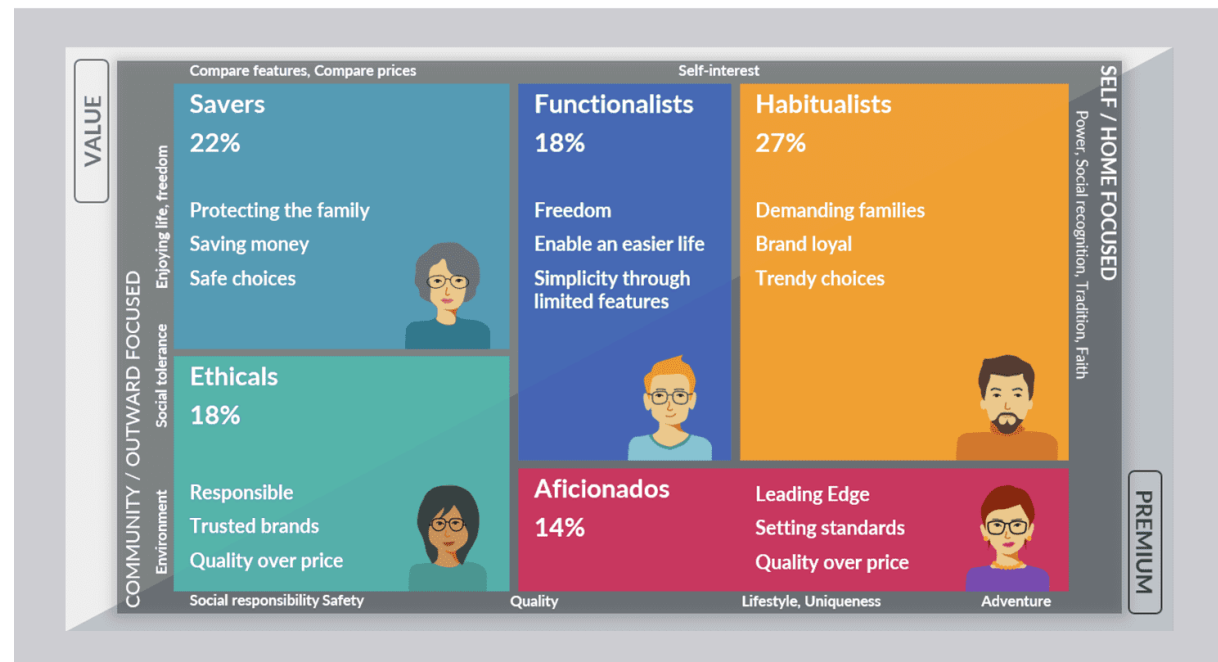 Compare features, Compare prices
Self-interest
VALUE
COMMUNITY / OUTWARD FOCUSED
Enjoying life, freedom
Social tolerance
Environment
Savers
22%
Protecting the family
Saving money
Safe choices
Functionalists
18%
Freedom
Enable an easier life
Simplicity through
limited features
Habitualists
27%
Demanding families
Brand loyal
Trendy choices
SELF / HOME FOCUSED
Power, Social recognition, Tradition, Faith
Ethicals
18%
Responsible
Trusted brands
Quality over price
Aficionados
14%
Leading Edge
Setting standards
Quality over price
PREMIUM
Social responsibility Safety
Quality
Lifestyle, Uniqueness
Adventure